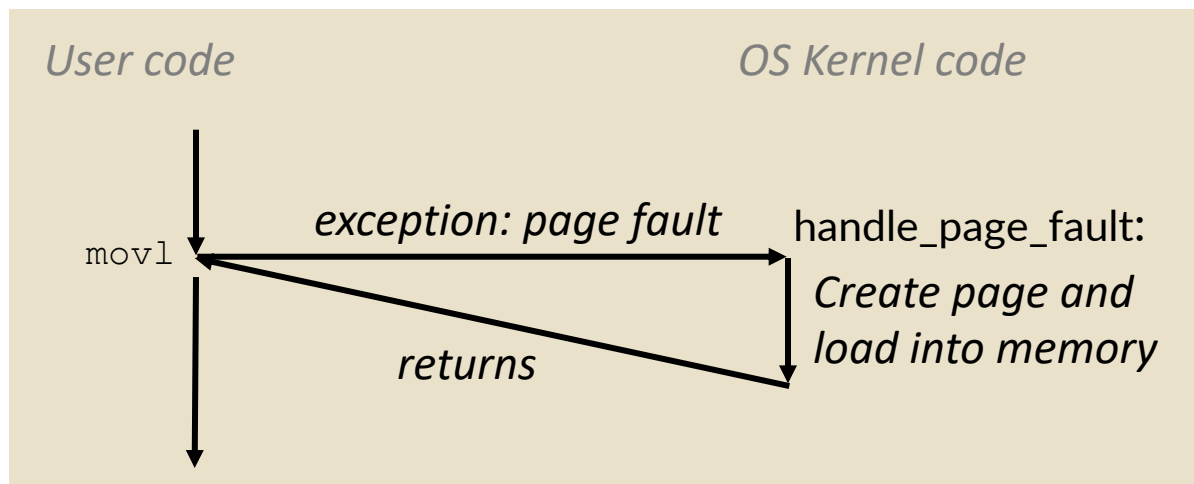 User code
OS Kernel code
exception: page fault
handle_page_fault:
movl
Create page and
load into memory
returns